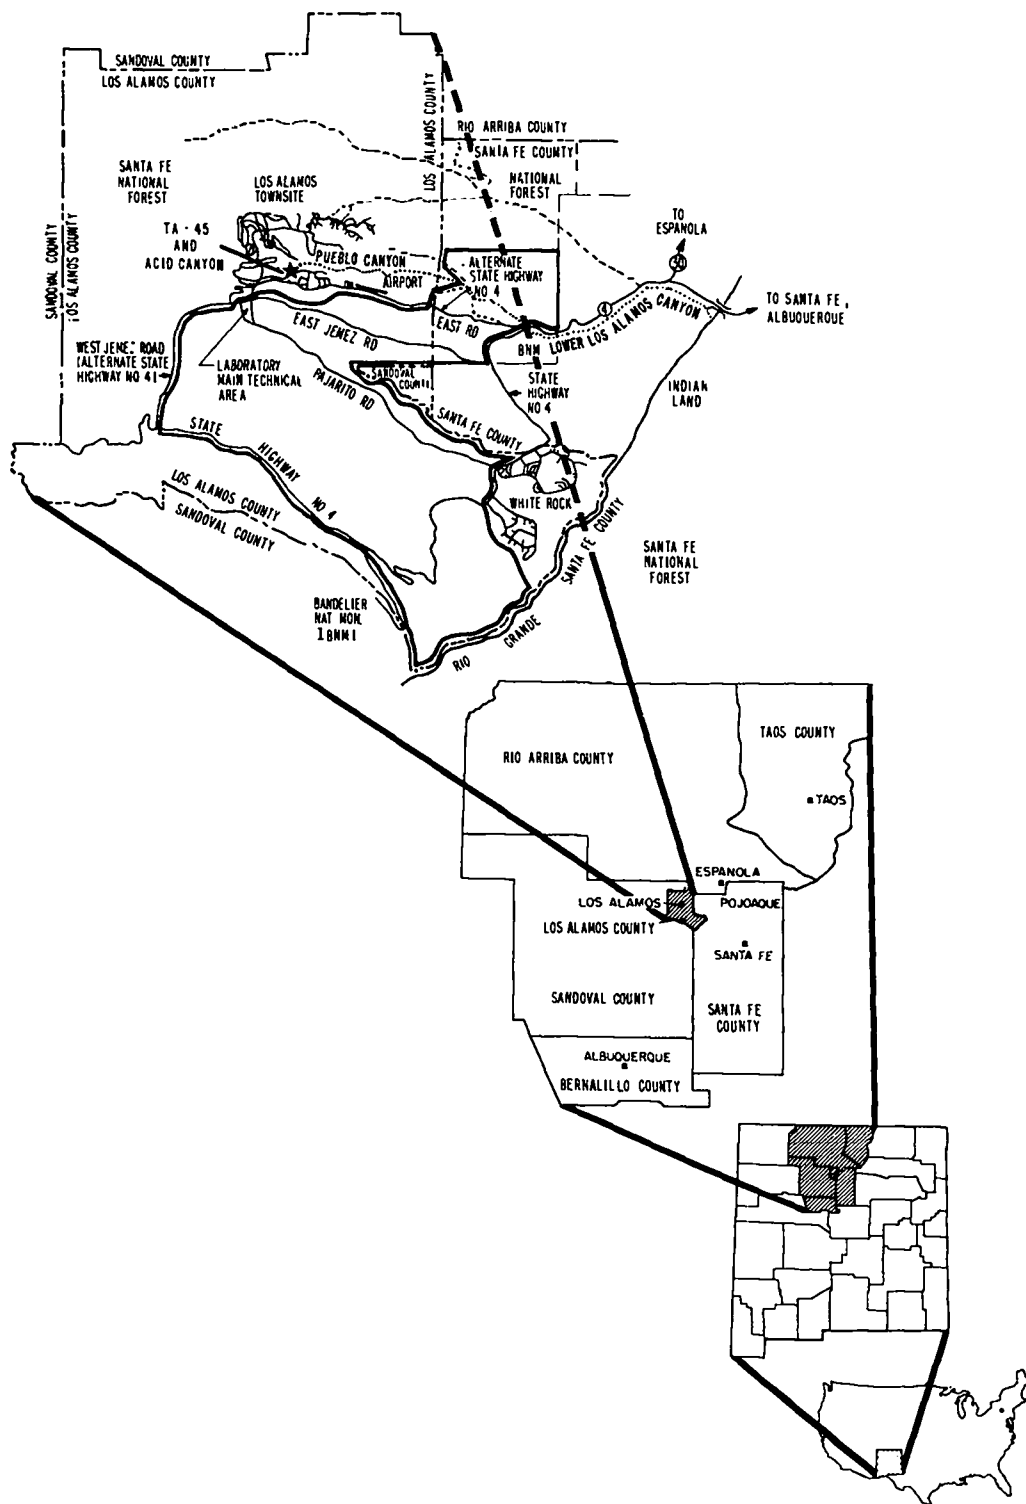 SANDOVAL COUNTY
LOS ALAMOS COUNTY
LOS ALAMOS COUNTY
RIO ARRIBA COUNTY
SANTA FE COUNTY
SANTA FE
NATIONAL
FOREST
NATIONAL
FOREST
LOS ALAMOS
TOWNSITE
TO
ESPANOLA
TA - 45
AND
ACID CANYON
PUEBLO CANYON
AIRPORT
ALTERNATE
STATE HIGHWAY
NO 4
SANDOVAL COUNTY
LOS ALAMOS COUNTY
30
4
TO SANTA FE,
ALBUQUERQUE
EAST RD
EAST JEMEZ RD
BNM
LOWER LOS ALAMOS CANYON
WEST JEMEZ ROAD
(ALTERNATE STATE
HIGHWAY NO 4)
LABORATORY
MAIN TECHNICAL
AREA
PAJARITO RD
SANDOVAL
COUNTY
STATE
HIGHWAY
NO 4
INDIAN
LAND
SANTA FE COUNTY
STATE HIGHWAY NO 4
LOS ALAMOS COUNTY
SANDOVAL COUNTY
WHITE ROCK
SANTA FE COUNTY
SANTA FE
NATIONAL
FOREST
BANDELIER
NAT MON.
(BNM)
RIO GRANDE
TAOS COUNTY
RIO ARRIBA COUNTY
TAOS
ESPANOLA
LOS ALAMOS
POJOAQUE
LOS ALAMOS COUNTY
SANTA FE
SANDOVAL COUNTY
SANTA FE
COUNTY
ALBUQUERQUE
BERNALILLO COUNTY